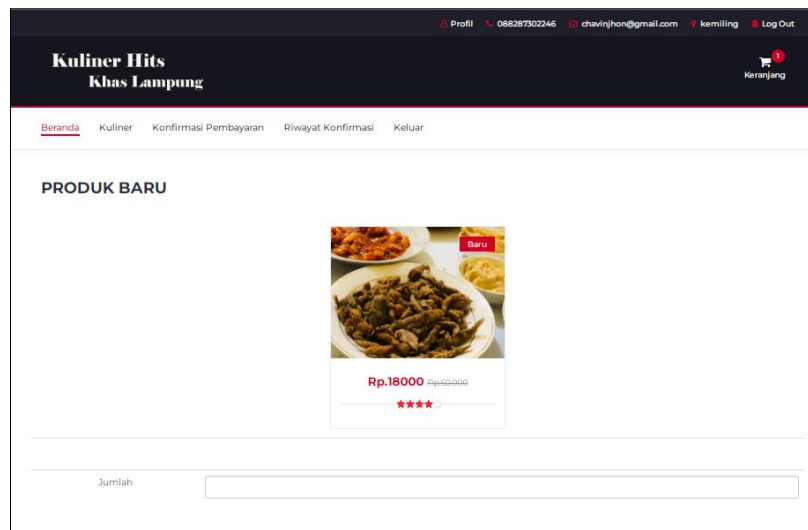 Profil 088287302246 chavinjhon@gmail.com kemiling Log Out
Kuliner Hits
Khas Lampung
1
Keranjang
Beranda Kuliner Konfirmasi Pembayaran Riwayat Konfirmasi Keluar
PRODUK BARU
Baru
Rp.18000 Rp.50.000
Jumlah